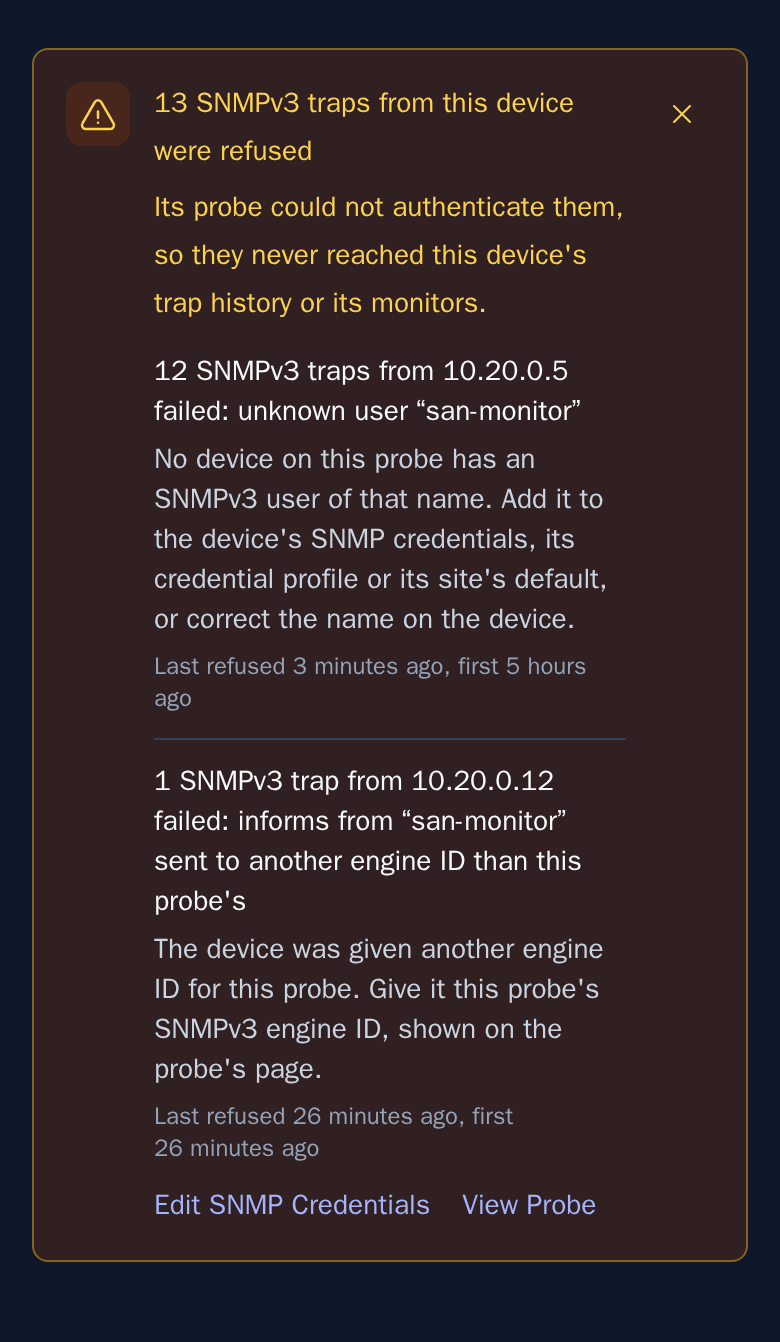 13 SNMPv3 traps from this device
were refused
Its probe could not authenticate them,
so they never reached this device's
trap history or its monitors.
12 SNMPv3 traps from 10.20.0.5
failed: unknown user “san-monitor”
No device on this probe has an
SNMPv3 user of that name. Add it to
the device's SNMP credentials, its
credential profile or its site's default,
or correct the name on the device.
Last refused 3 minutes ago, first 5 hours
ago
1 SNMPv3 trap from 10.20.0.12
failed: informs from “san-monitor”
sent to another engine ID than this
probe's
The device was given another engine
ID for this probe. Give it this probe's
SNMPv3 engine ID, shown on the
probe's page.
Last refused 26 minutes ago, first
26 minutes ago
Edit SNMP Credentials View Probe